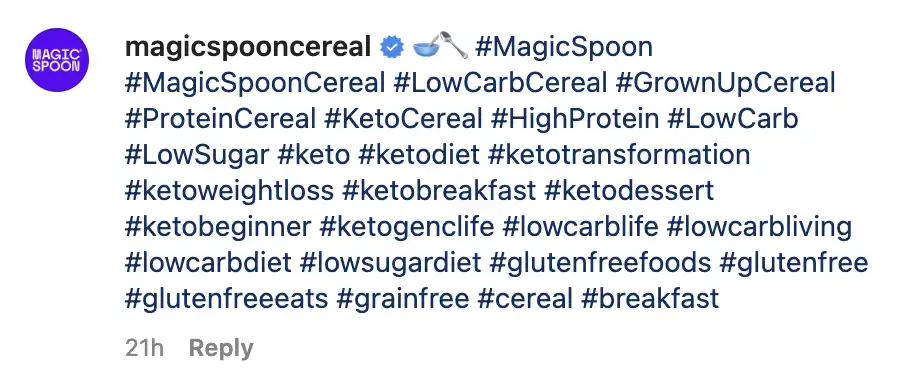 MAGIC
SPOON
magicspooncereal 🥣🥄 #MagicSpoon
#MagicSpoonCereal #LowCarbCereal #GrownUpCereal
#ProteinCereal #KetoCereal #HighProtein #LowCarb
#LowSugar #keto #ketodiet #ketotransformation
#ketoweightloss #ketobreakfast #ketodessert
#ketobeginner #ketogenclife #lowcarblife #lowcarbliving
#lowcarbdiet #lowsugardiet #glutenfreefoods #glutenfree
#glutenfreeeats #grainfree #cereal #breakfast
21h Reply